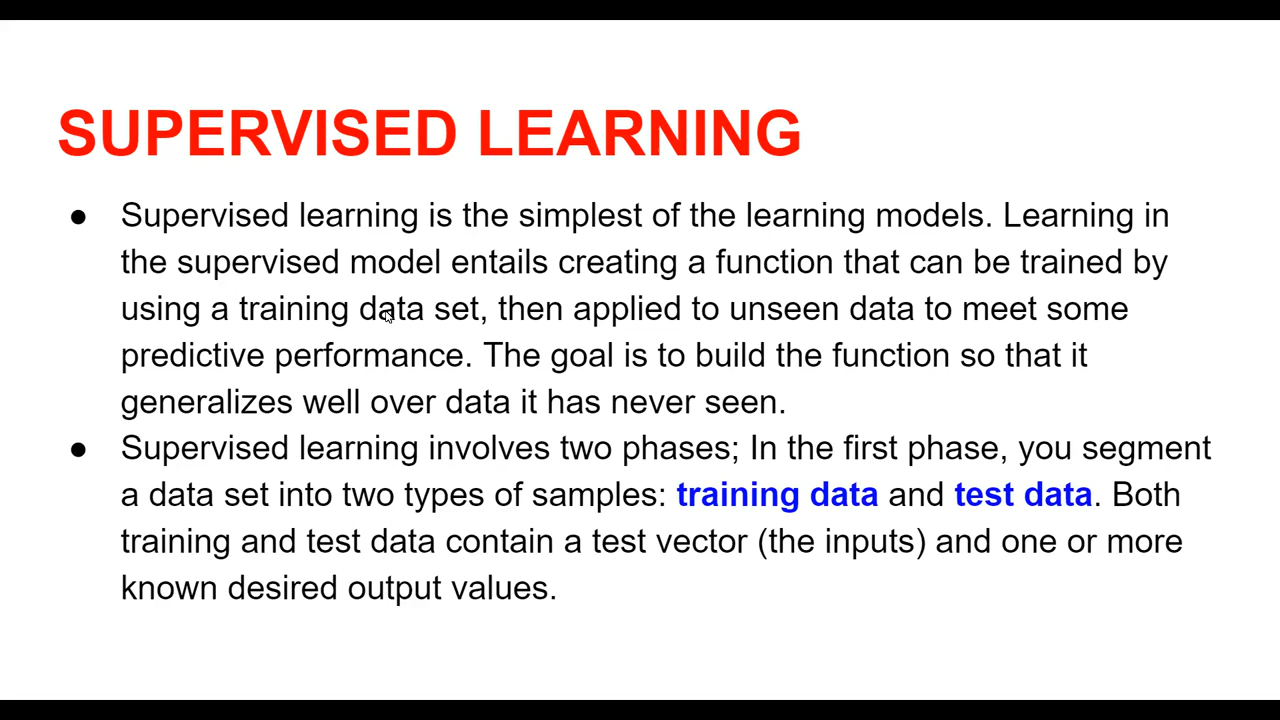 SUPERVISED LEARNING
● Supervised learning is the simplest of the learning models. Learning in
the supervised model entails creating a function that can be trained by
using a training data set, then applied to unseen data to meet some
predictive performance. The goal is to build the function so that it
generalizes well over data it has never seen.
● Supervised learning involves two phases; In the first phase, you segment
a data set into two types of samples: training data and test data. Both
training and test data contain a test vector (the inputs) and one or more
known desired output values.